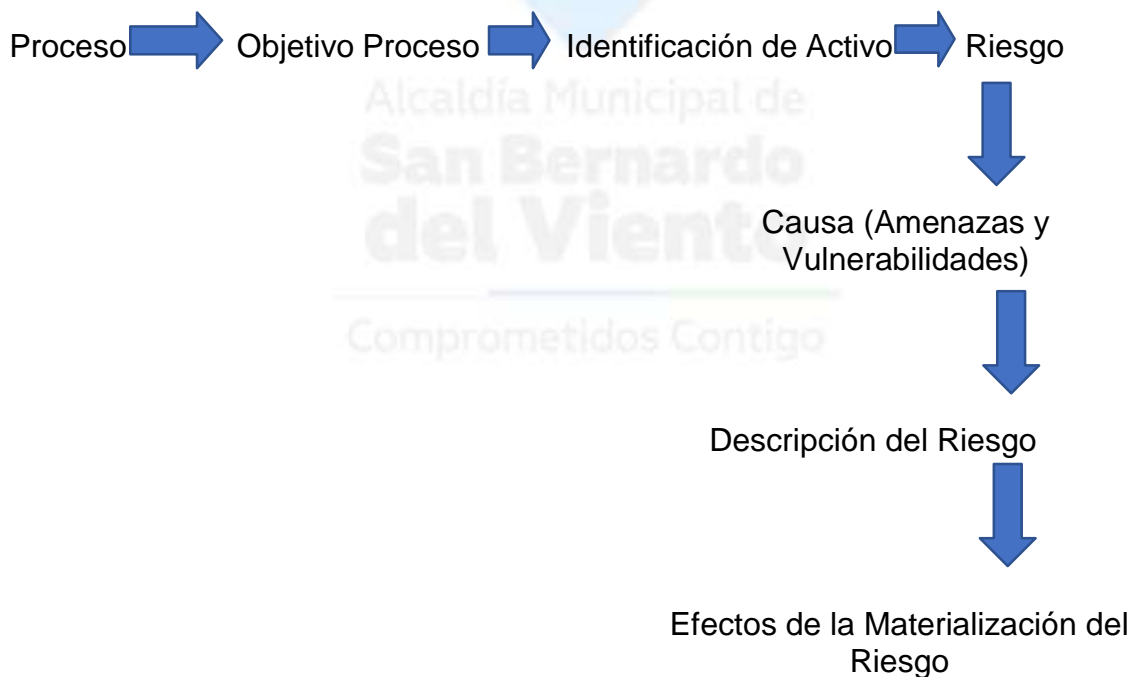 Proceso Objetivo Proceso Identificación de Activo Riesgo
Alcaldía Municipal de
San Bernardo
del Viento
Causa (Amenazas y
Vulnerabilidades)
Comprometidos Contigo
Descripción del Riesgo
Efectos de la Materialización del
Riesgo